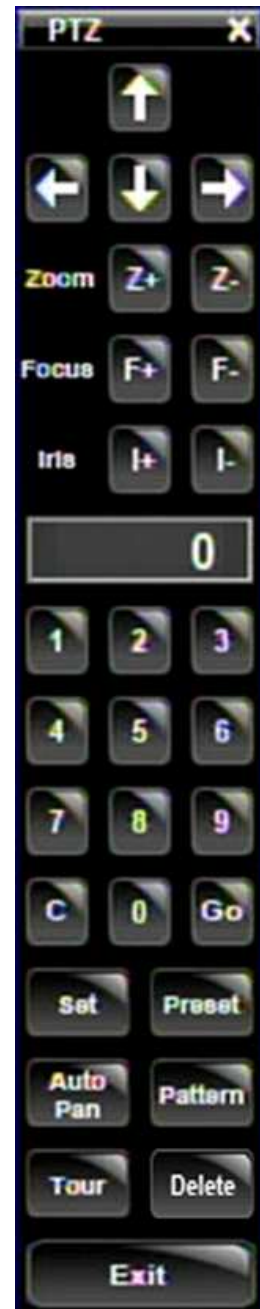 PTZ X
Zoom Z+ Z-
Focus F+ F-
Iris I+ I-
0
1 2 3
4 5 6
7 8 9
C 0 Go
Set Preset
Auto Pan Pattern
Tour Delete
Exit